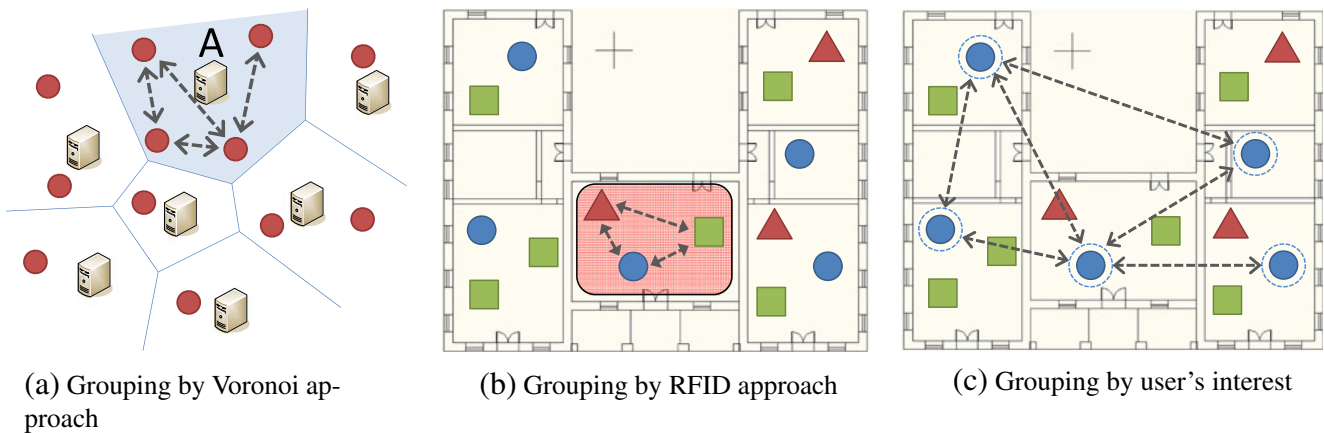 A
(a) Grouping by Voronoi ap-
proach
(b) Grouping by RFID approach
(c) Grouping by user's interest